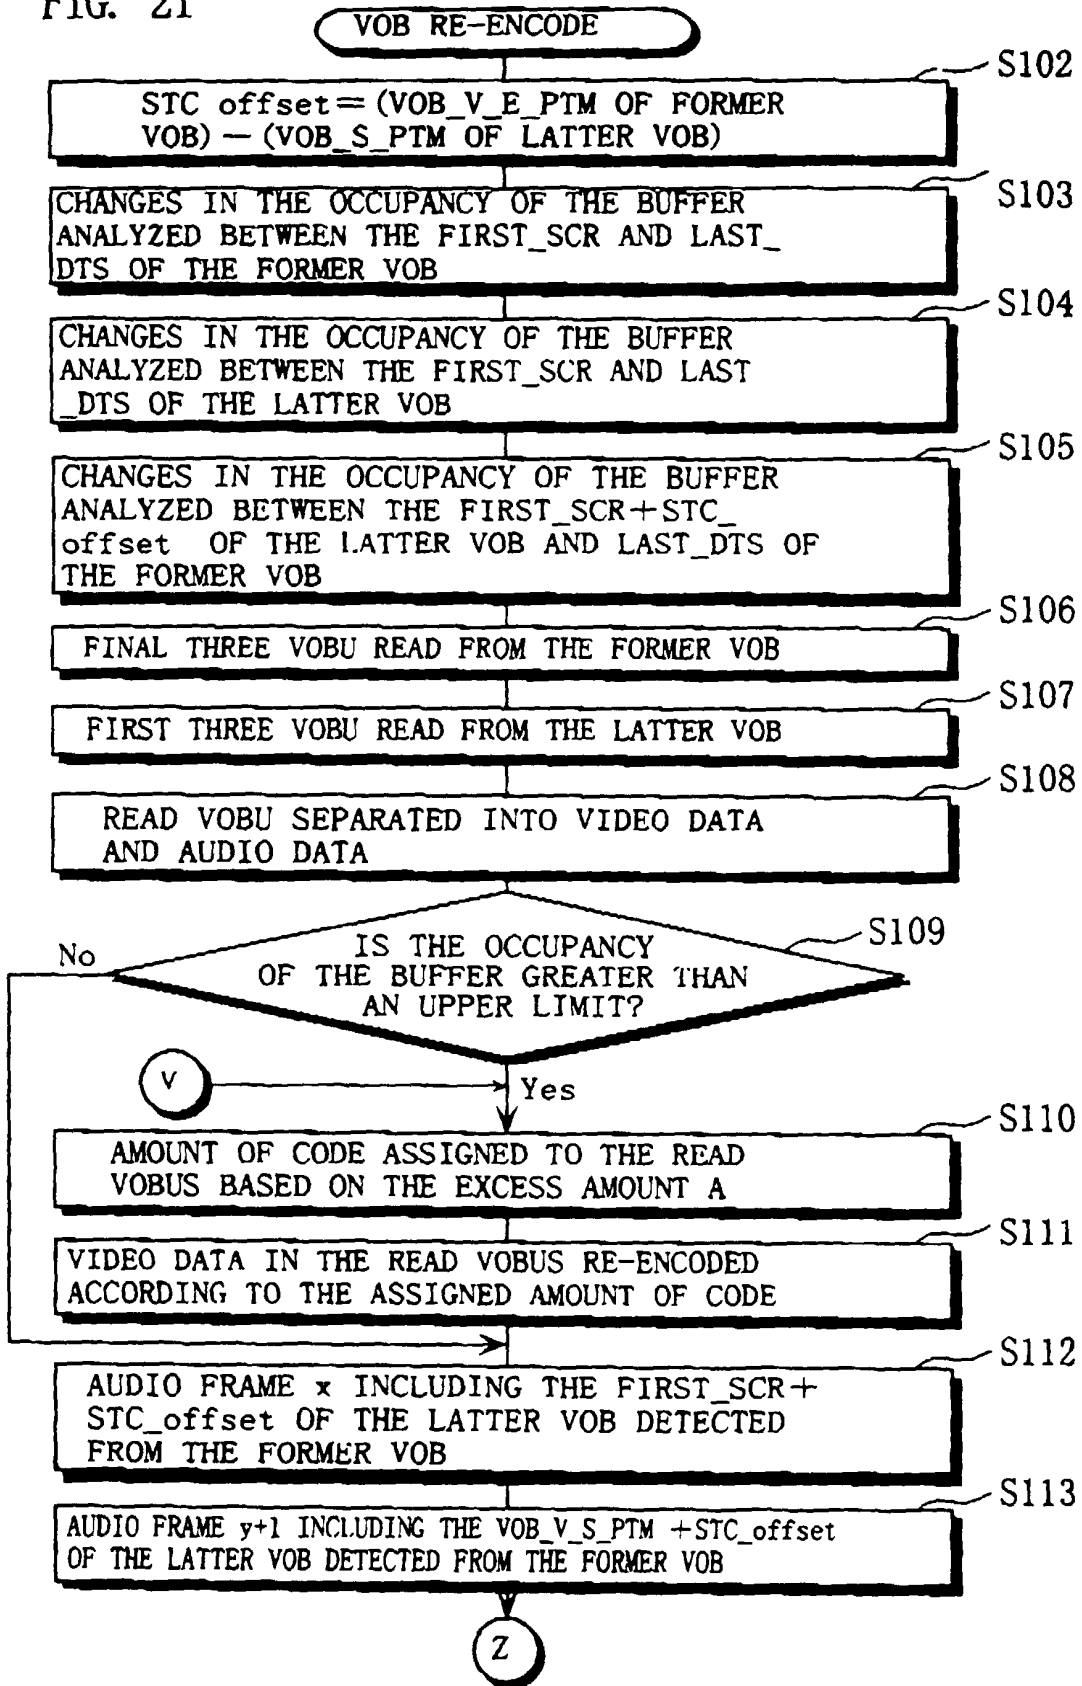 FIG. 21
VOB RE-ENCODE
S102
STC offset=(VOB_V_E_PTM OF FORMER
VOB)-(VOB_S_PTM OF LATTER VOB)
S103
CHANGES IN THE OCCUPANCY OF THE BUFFER
ANALYZED BETWEEN THE FIRST_SCR AND LAST_
DTS OF THE FORMER VOB
S104
CHANGES IN THE OCCUPANCY OF THE BUFFER
ANALYZED BETWEEN THE FIRST_SCR AND LAST
_DTS OF THE LATTER VOB
S105
CHANGES IN THE OCCUPANCY OF THE BUFFER
ANALYZED BETWEEN THE FIRST_SCR+STC_
offset OF THE LATTER VOB AND LAST_DTS OF
THE FORMER VOB
S106
FINAL THREE VOBU READ FROM THE FORMER VOB
S107
FIRST THREE VOBU READ FROM THE LATTER VOB
S108
READ VOBU SEPARATED INTO VIDEO DATA
AND AUDIO DATA
S109
No
IS THE OCCUPANCY
OF THE BUFFER GREATER THAN
AN UPPER LIMIT?
V
Yes
S110
AMOUNT OF CODE ASSIGNED TO THE READ
VOBUS BASED ON THE EXCESS AMOUNT A
S111
VIDEO DATA IN THE READ VOBUS RE-ENCODED
ACCORDING TO THE ASSIGNED AMOUNT OF CODE
S112
AUDIO FRAME x INCLUDING THE FIRST_SCR+
STC_offset OF THE LATTER VOB DETECTED
FROM THE FORMER VOB
S113
AUDIO FRAME y+1 INCLUDING THE VOB_V_S_PTM +STC_offset
OF THE LATTER VOB DETECTED FROM THE FORMER VOB
Z